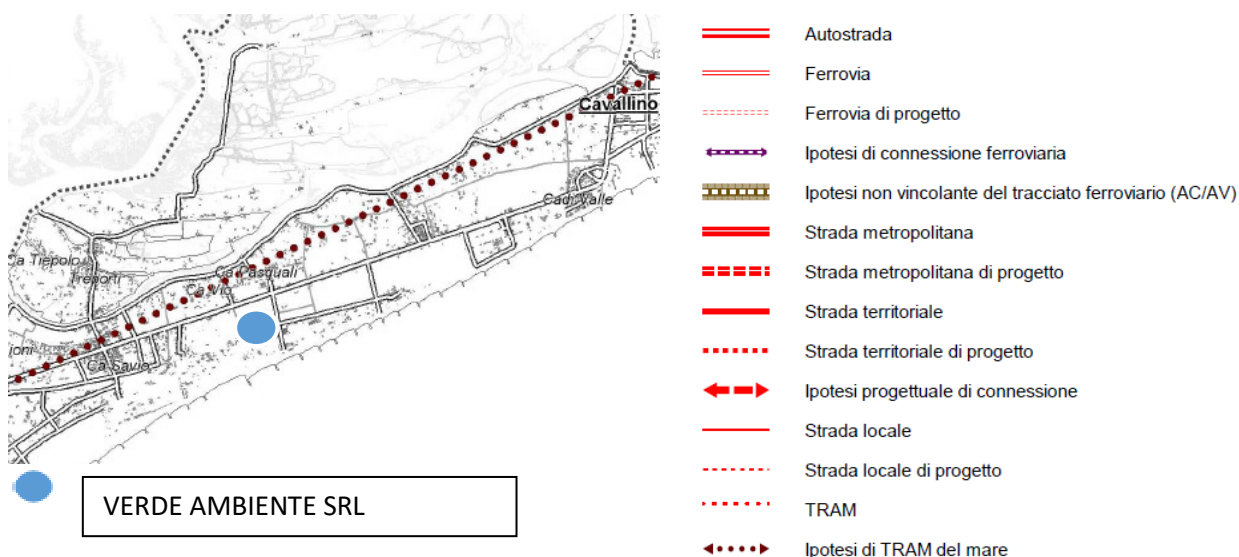 Cavallino
Cadi Valle
Ca Pasquali
Ca Vio
a Tiepolo
Treporti
ioni
Ca Savio
VERDE AMBIENTE SRL
Autostrada
Ferrovia
Ferrovia di progetto
Ipotesi di connessione ferroviaria
Ipotesi non vincolante del tracciato ferroviario (AC/AV)
Strada metropolitana
Strada metropolitana di progetto
Strada territoriale
Strada territoriale di progetto
Ipotesi progettuale di connessione
Strada locale
Strada locale di progetto
TRAM
Ipotesi di TRAM del mare